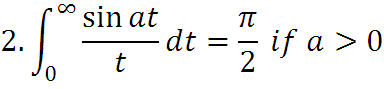 2. ∫₀^∞ (sin at)/t dt = π/2 if a > 0